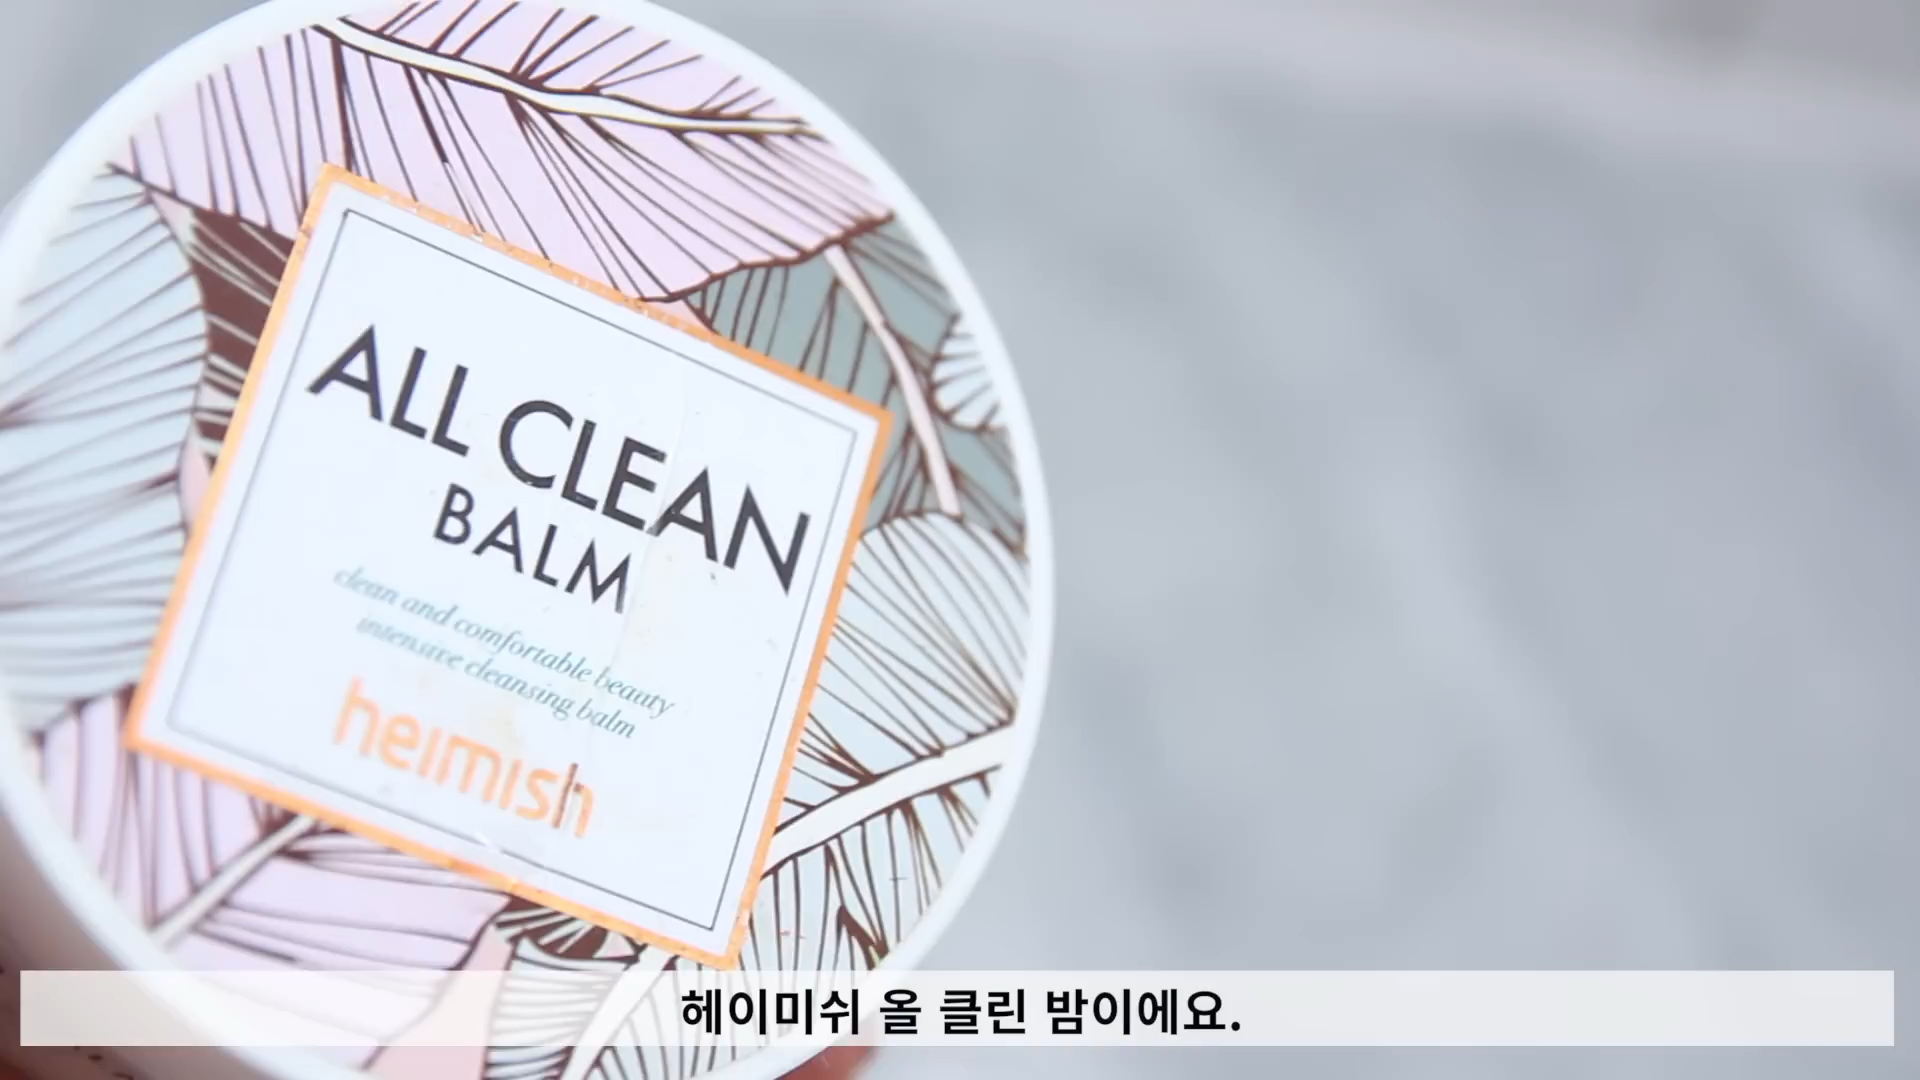 ALL CLEAN
BALM
clean and comfortable beauty
intensive cleansing balm
heimish
헤이미쉬 올 클린 밤이에요.